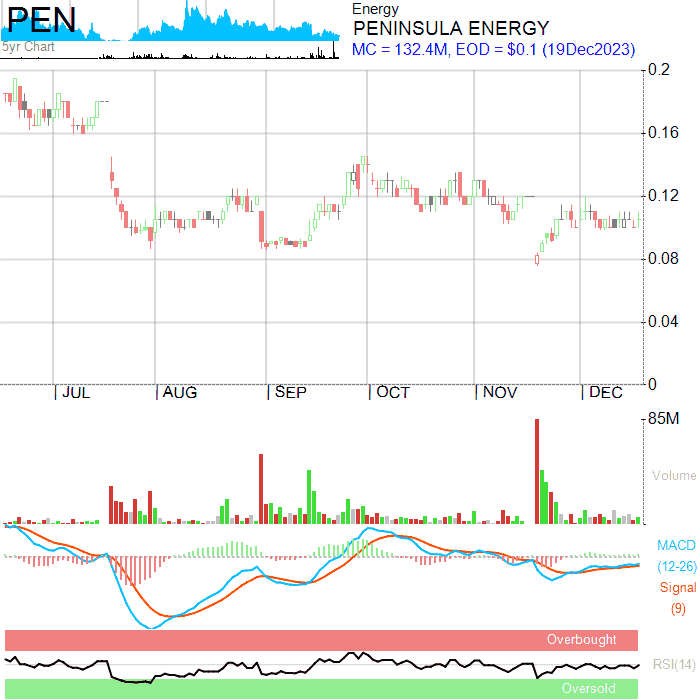 PEN
5yr Chart
Energy
PENINSULA ENERGY
MC = 132.4M, EOD = $0.1 (19Dec2023)
0.2
0.16
0.12
0.08
0.04
0
JUL AUG SEP OCT NOV DEC
85M
Volume
MACD
(12-26)
Signal
(9)
Overbought
RSI(14)
Oversold